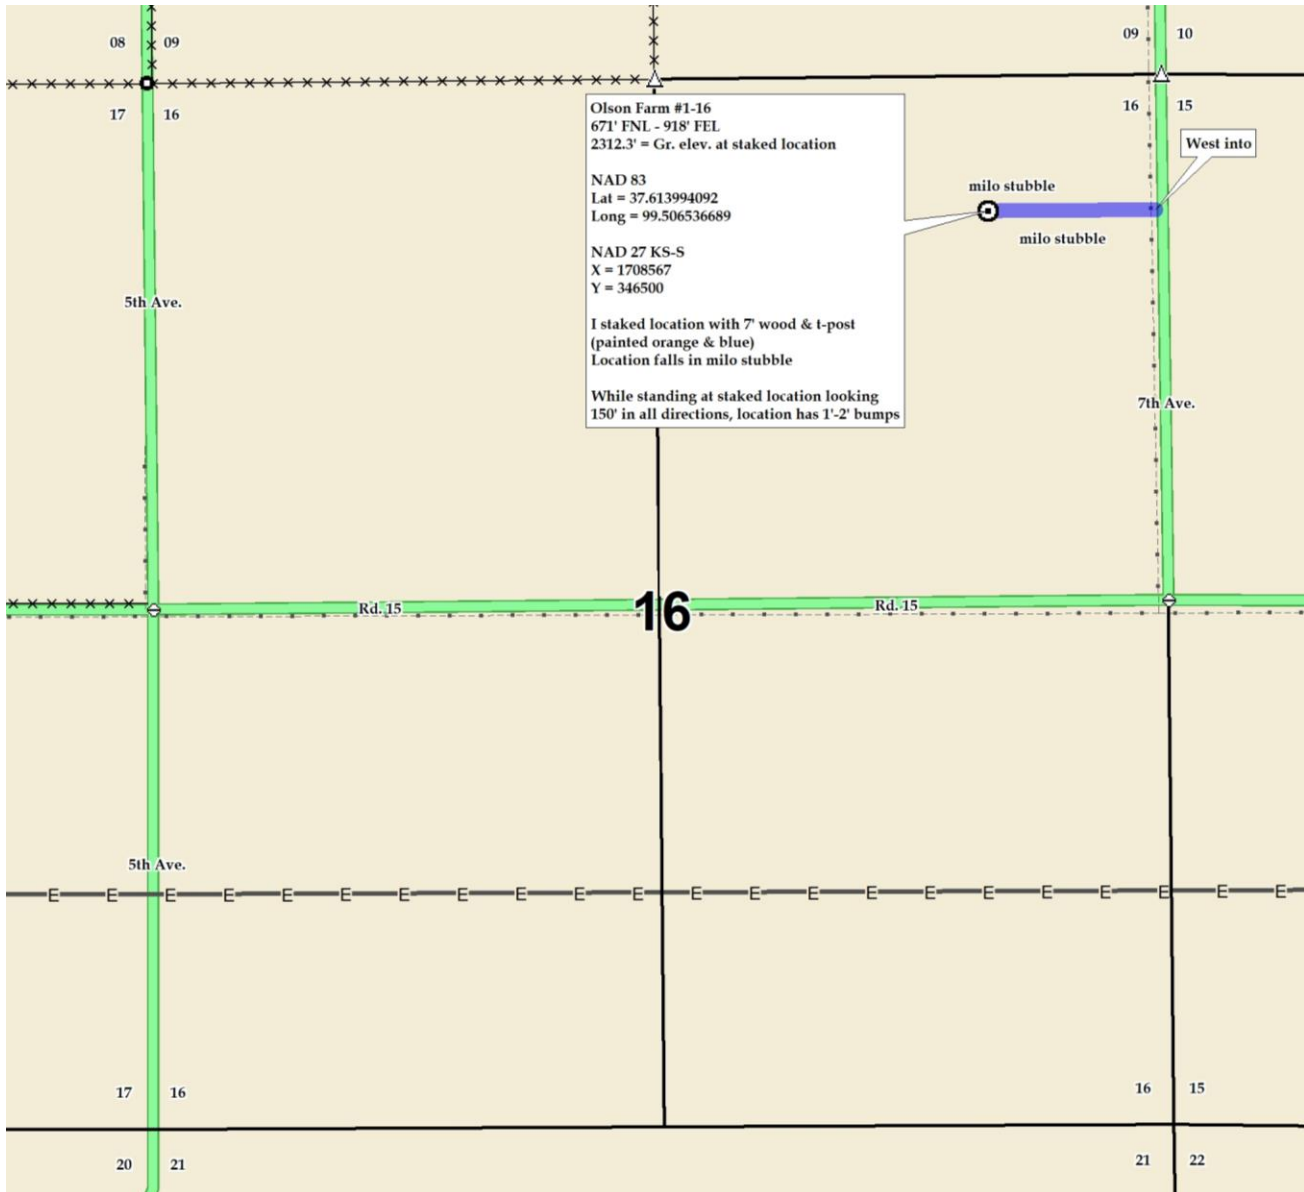 08 09
09 10
17 16
16 15
Olson Farm #1-16
671' FNL - 918' FEL
2312.3' = Gr. elev. at staked location
NAD 83
Lat = 37.613994092
Long = 99.506536689
NAD 27 KS-S
X = 1708567
Y = 346500
I staked location with 7' wood & t-post
(painted orange & blue)
Location falls in milo stubble
While standing at staked location looking
150' in all directions, location has 1'-2' bumps
West into
milo stubble
milo stubble
5th Ave.
7th Ave.
Rd. 15
16
Rd. 15
5th Ave.
E E E E E E E E E E E E E E E E E E E E E E
17 16
16 15
20 21
21 22